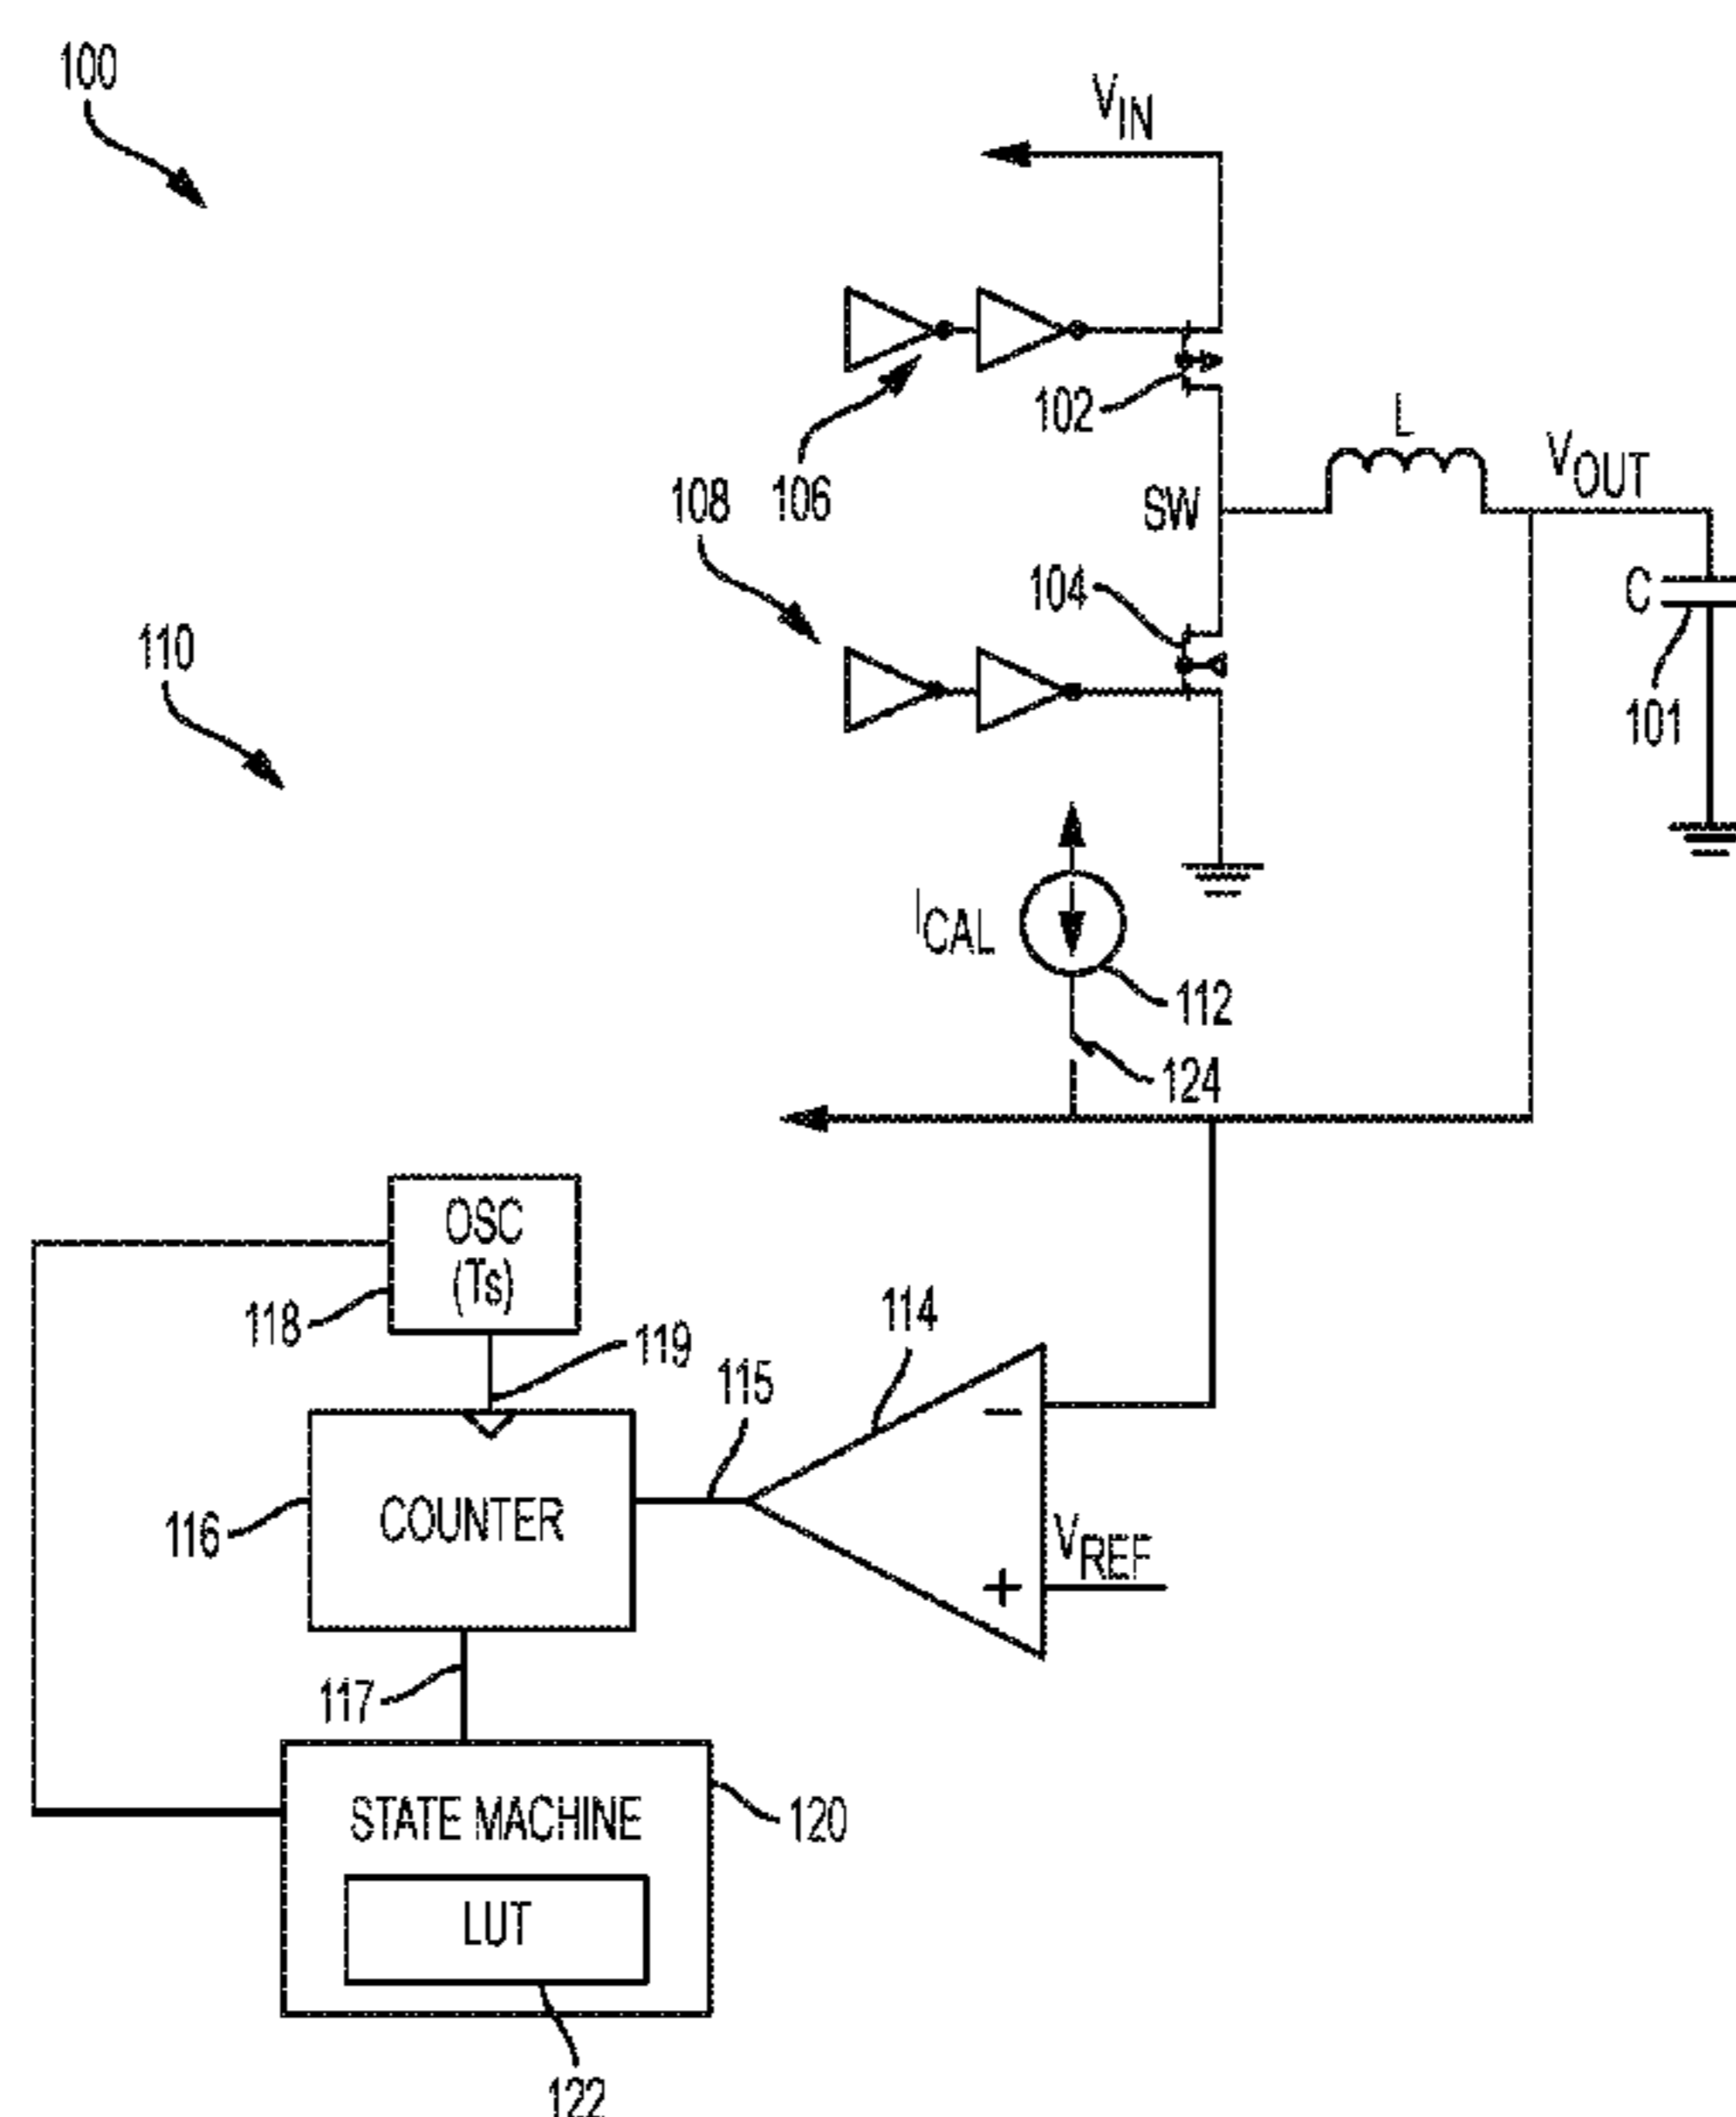 100
VIN
102
106
L
VOUT
108
SW
104
C
101
110
ICAL
112
124
OSC
(Ts)
118
119
114
115
116
COUNTER
-
VREF
+
117
STATE MACHINE
120
LUT
122